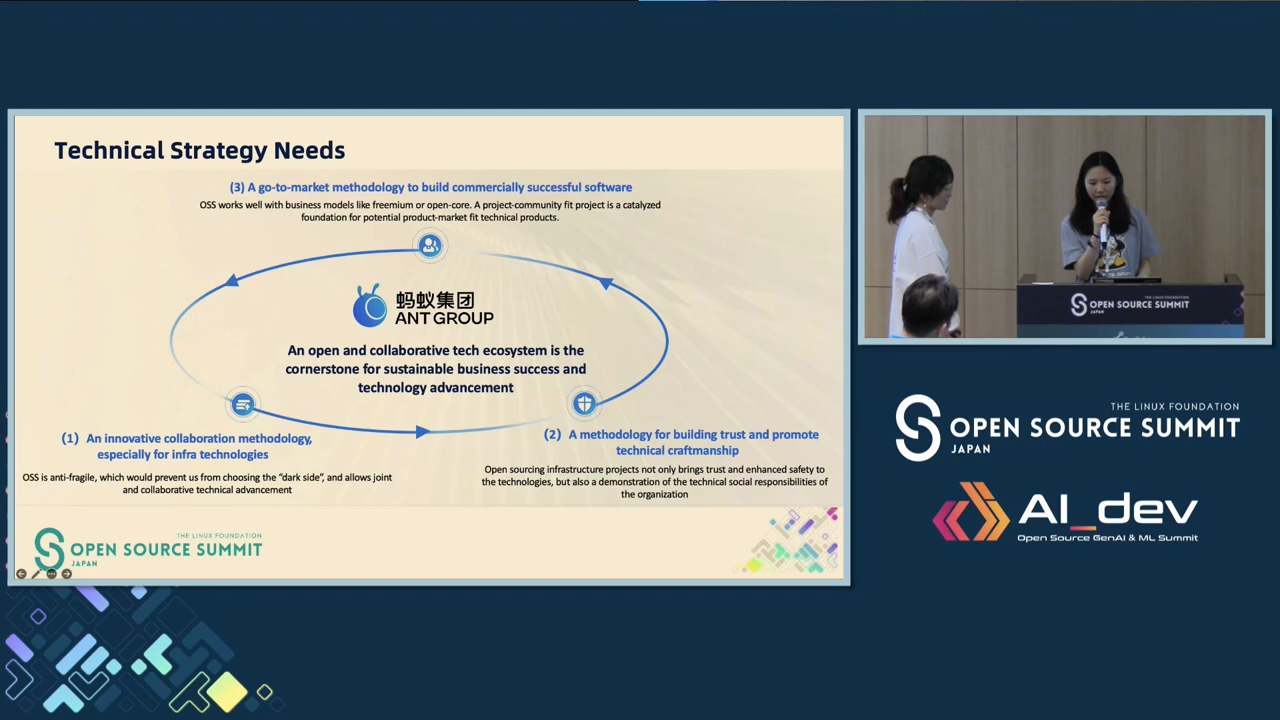 Technical Strategy Needs
(3) A go-to-market methodology to build commercially successful software
OSS works well with business models like freemium or open-core. A project-community fit project is a catalyzed
foundation for potential product-market fit technical products.
蚂蚁集团
ANT GROUP
An open and collaborative tech ecosystem is the
cornerstone for sustainable business success and
technology advancement
(1) An innovative collaboration methodology,
especially for infra technologies
OSS is anti-fragile, which would prevent us from choosing the “dark side”, and allows joint
and collaborative technical advancement
(2) A methodology for building trust and promote
technical craftmanship
Open sourcing infrastructure projects not only brings trust and enhanced safety to
the technologies, but also a demonstration of the technical social responsibilities of
the organization
THE LINUX FOUNDATION
OPEN SOURCE SUMMIT
JAPAN
THE LINUX FOUNDATION
OPEN SOURCE SUMMIT
JAPAN
THE LINUX FOUNDATION
OPEN SOURCE SUMMIT
JAPAN
AI_dev
Open Source GenAI & ML Summit